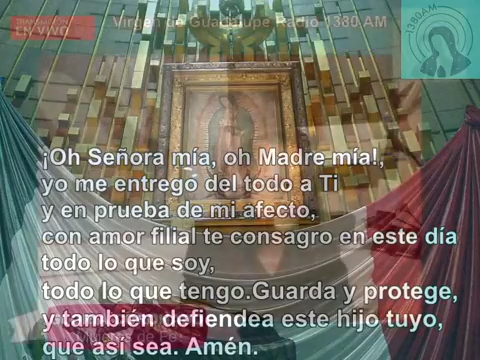 TRANSMISIÓN
EN VIVO
Virgen de Guadalupe Radio 1380 AM
1380AM
¡Oh Señora mía, oh Madre mía!,
yo me entrego del todo a Ti
y en prueba de mi afecto,
con amor filial te consagro en este día
todo lo que soy,
todo lo que tengo.Guarda y protege,
y también defiendea este hijo tuyo,
que así sea. Amén.